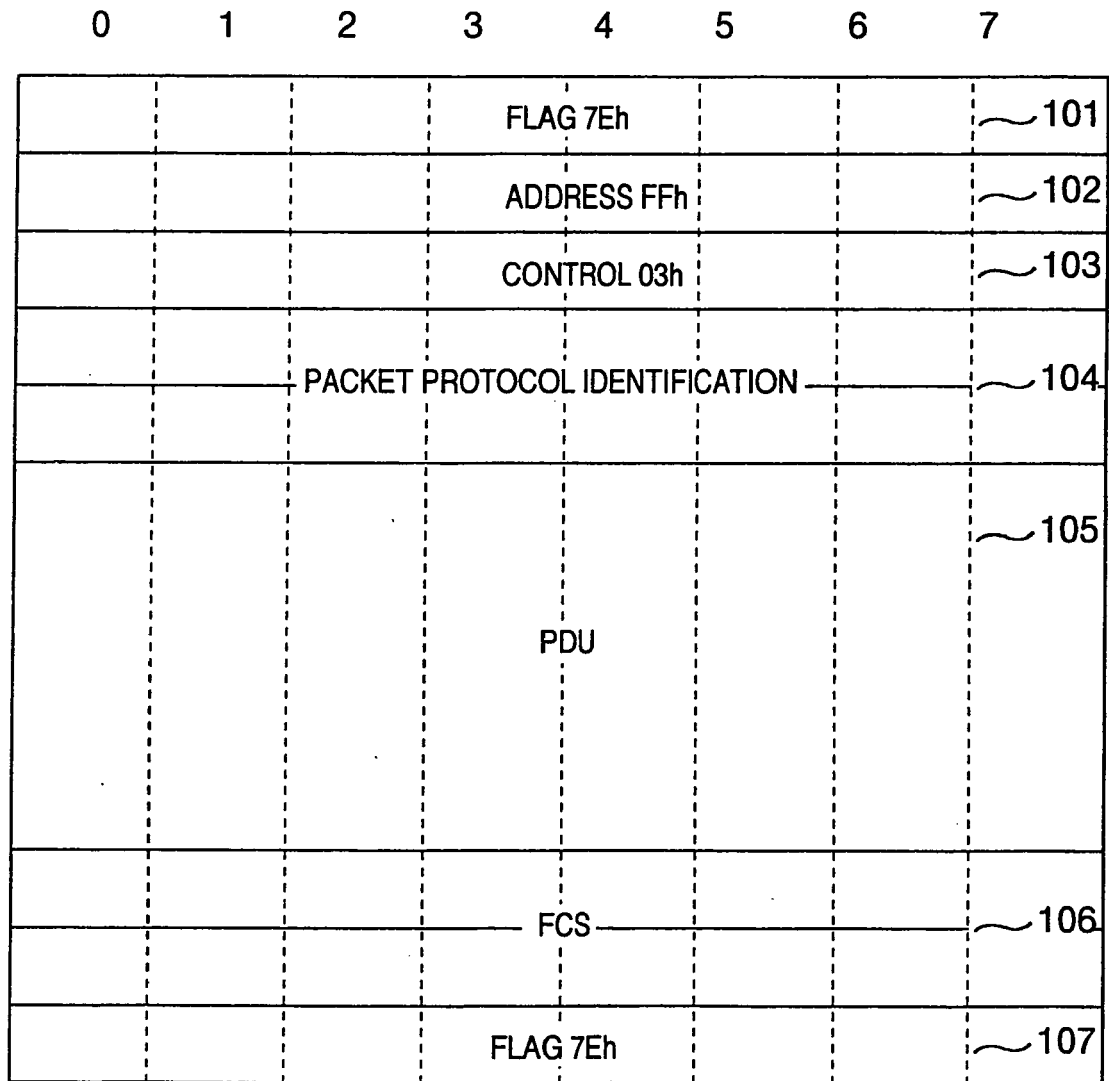 0 1 2 3 4 5 6 7
FLAG 7Eh 101
ADDRESS FFh 102
CONTROL 03h 103
PACKET PROTOCOL IDENTIFICATION 104
105
PDU
FCS 106
FLAG 7Eh 107